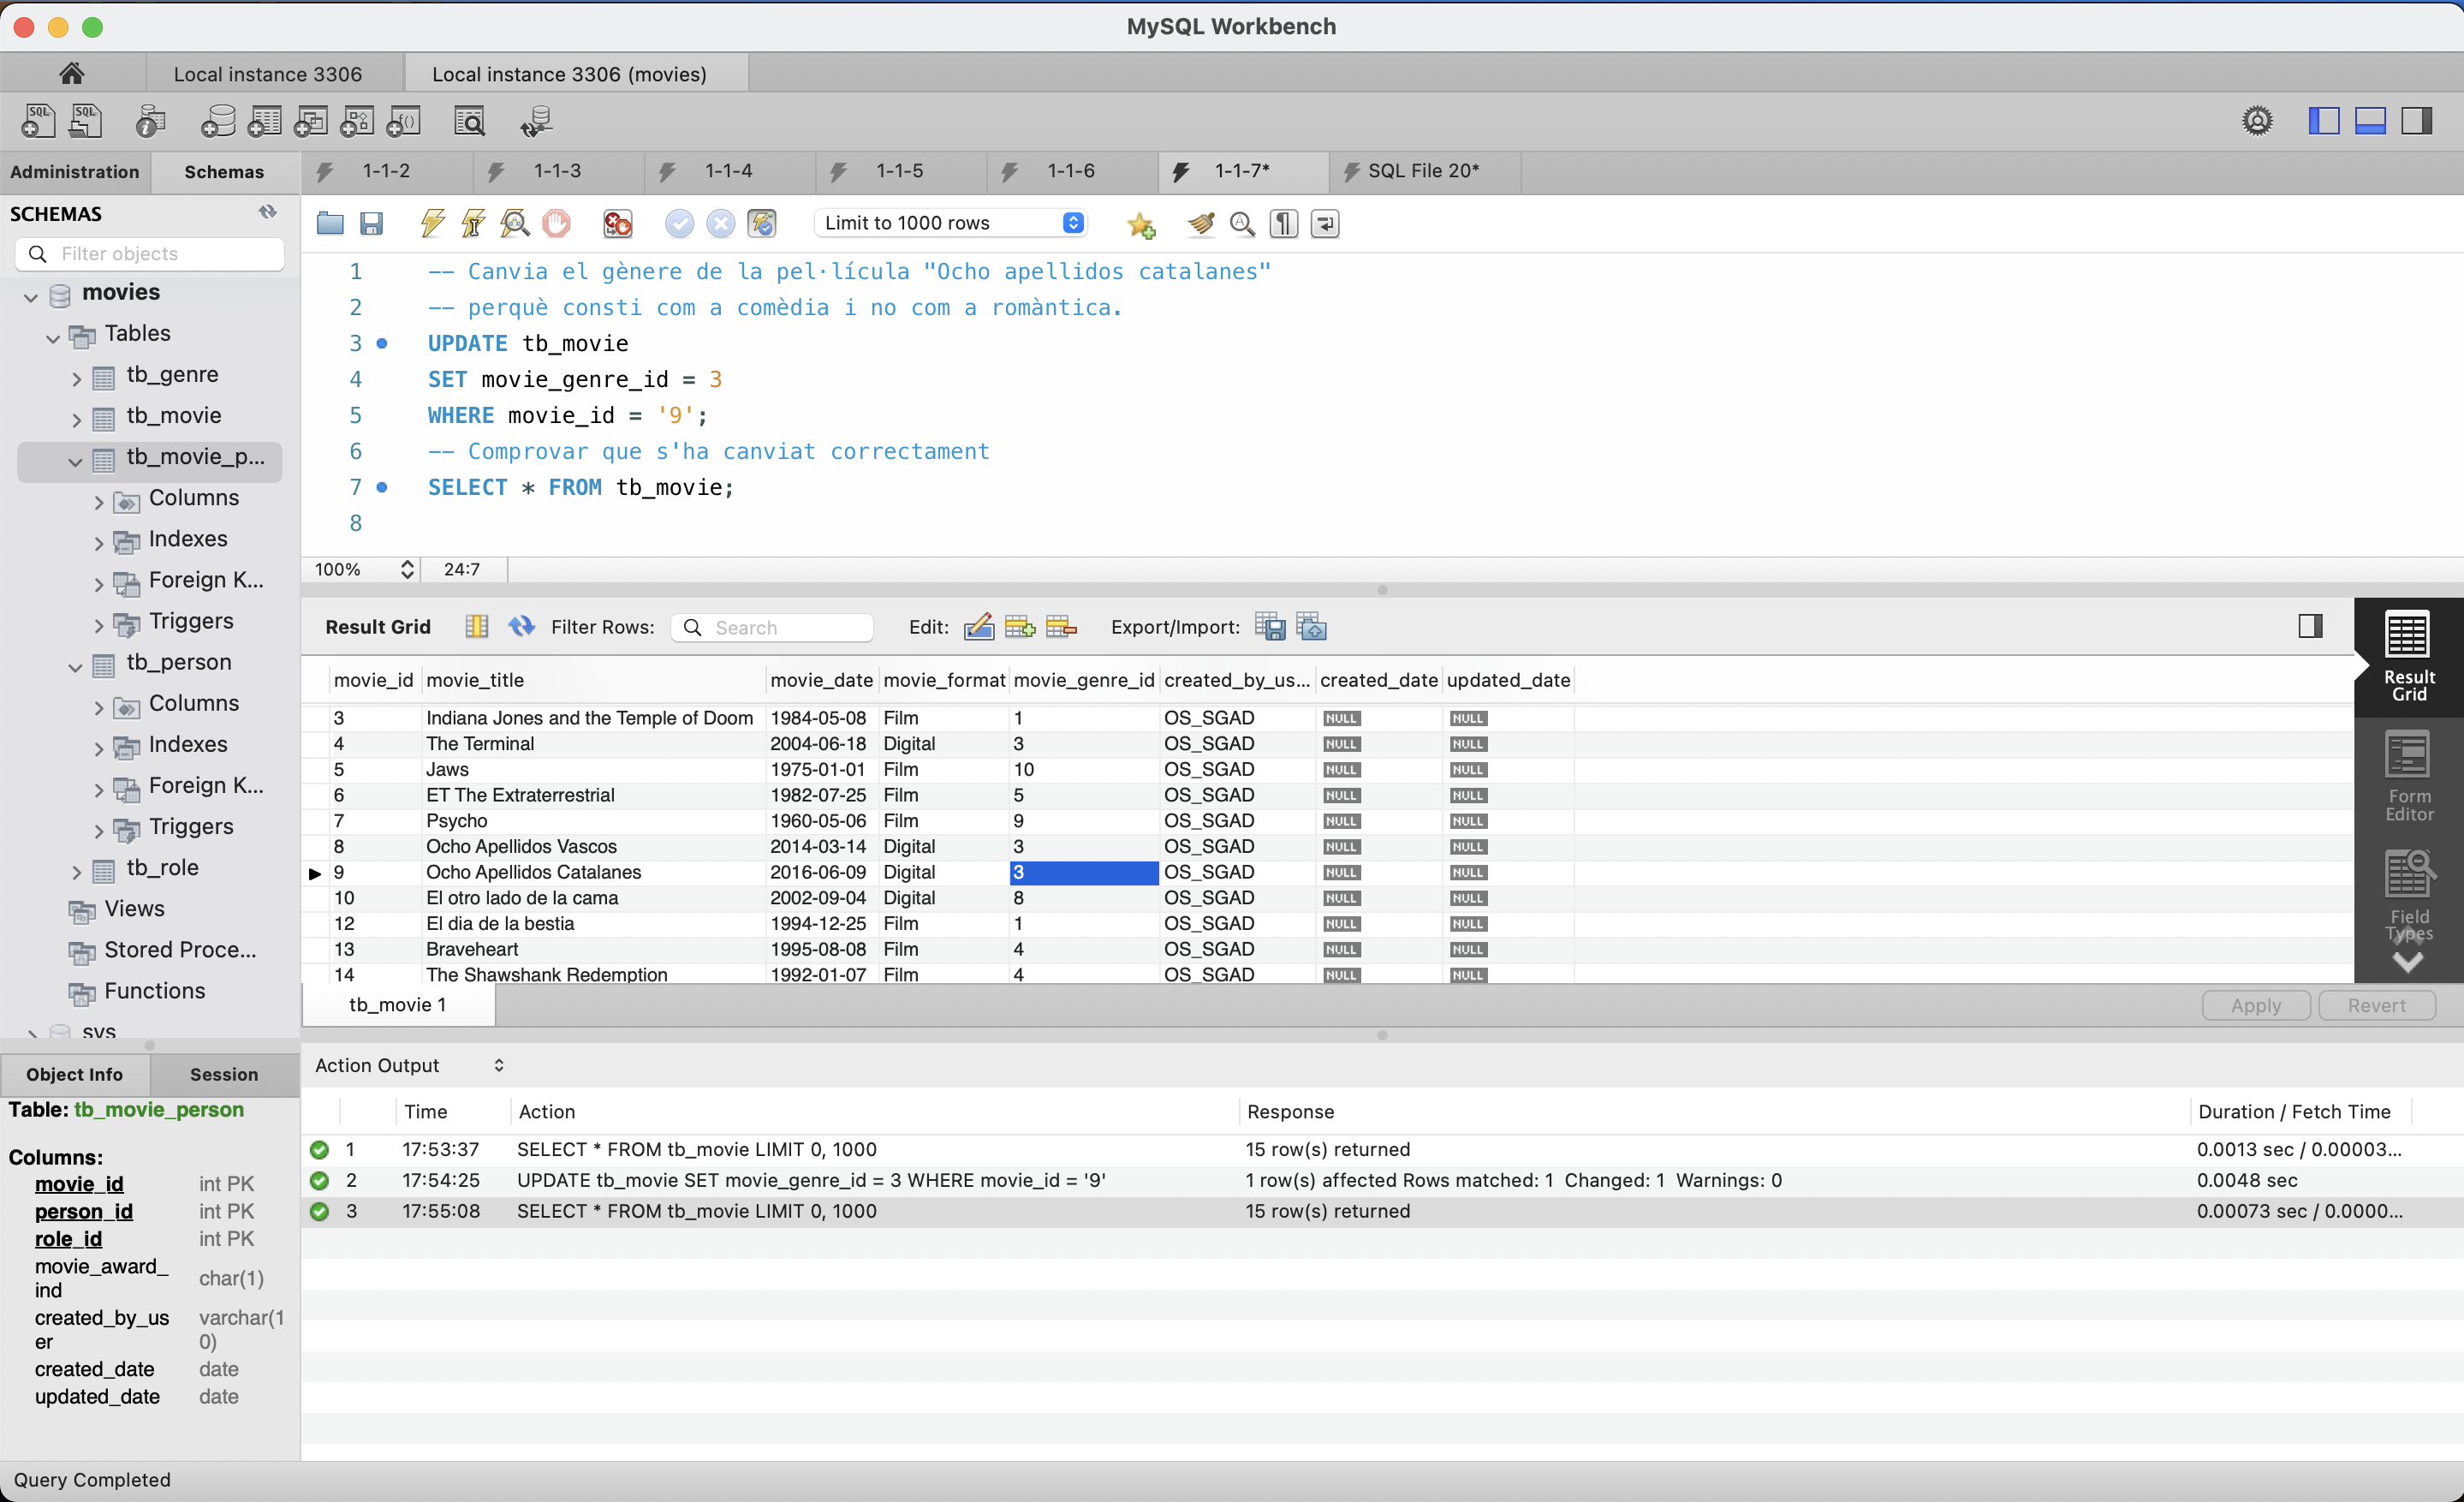 MySQL Workbench
Local instance 3306
Local instance 3306 (movies)
Administration
Schemas
1-1-2
1-1-3
1-1-4
1-1-5
1-1-6
1-1-7*
SQL File 20*
SCHEMAS
Filter objects
movies
Tables
tb_genre
tb_movie
tb_movie_p...
Columns
Indexes
Foreign K...
Triggers
tb_person
Columns
Indexes
Foreign K...
Triggers
tb_role
Views
Stored Proce...
Functions
sys
Limit to 1000 rows
1 -- Canvia el gènere de la pel·lícula "Ocho apellidos catalanes"
2 -- perquè consti com a comèdia i no com a romàntica.
3 UPDATE tb_movie
4 SET movie_genre_id = 3
5 WHERE movie_id = '9';
6 -- Comprovar que s'ha canviat correctament
7 SELECT * FROM tb_movie;
8
100% 24:7
Result Grid Filter Rows: Search Edit: Export/Import:
movie_id movie_title movie_date movie_format movie_genre_id created_by_us... created_date updated_date
3 Indiana Jones and the Temple of Doom 1984-05-08 Film 1 OS_SGAD NULL NULL
4 The Terminal 2004-06-18 Digital 3 OS_SGAD NULL NULL
5 Jaws 1975-01-01 Film 10 OS_SGAD NULL NULL
6 ET The Extraterrestrial 1982-07-25 Film 5 OS_SGAD NULL NULL
7 Psycho 1960-05-06 Film 9 OS_SGAD NULL NULL
8 Ocho Apellidos Vascos 2014-03-14 Digital 3 OS_SGAD NULL NULL
9 Ocho Apellidos Catalanes 2016-06-09 Digital 3 OS_SGAD NULL NULL
10 El otro lado de la cama 2002-09-04 Digital 8 OS_SGAD NULL NULL
12 El dia de la bestia 1994-12-25 Film 1 OS_SGAD NULL NULL
13 Braveheart 1995-08-08 Film 4 OS_SGAD NULL NULL
14 The Shawshank Redemption 1992-01-07 Film 4 OS_SGAD NULL NULL
Result
Grid
Form
Editor
Field
Types
tb_movie 1
Apply
Revert
Object Info
Session
Table: tb_movie_person
Columns:
movie_id int PK
person_id int PK
role_id int PK
movie_award_
ind char(1)
created_by_us varchar(1
er 0)
created_date date
updated_date date
Action Output
Time Action Response Duration / Fetch Time
1 17:53:37 SELECT * FROM tb_movie LIMIT 0, 1000 15 row(s) returned 0.0013 sec / 0.00003...
2 17:54:25 UPDATE tb_movie SET movie_genre_id = 3 WHERE movie_id = '9' 1 row(s) affected Rows matched: 1 Changed: 1 Warnings: 0 0.0048 sec
3 17:55:08 SELECT * FROM tb_movie LIMIT 0, 1000 15 row(s) returned 0.00073 sec / 0.0000...
Query Completed